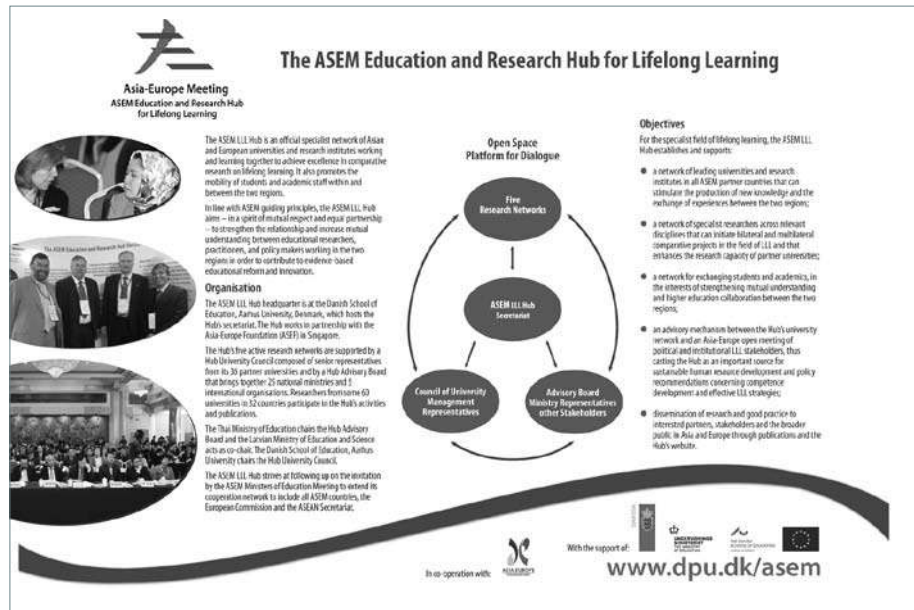 The ASEM Education and Research Hub for Lifelong Learning
Asia-Europe Meeting
ASEM Education and Research Hub
for Lifelong Learning
The ASEM LLL Hub is an official specialist network of Asian
and European universities and research institutes working
and learning together to achieve excellence in comparative
research on lifelong learning. It also promotes the
mobility of students and academic staff within and
between the two regions.
In line with ASEM guiding principles, the ASEM LLL Hub
aims – in a spirit of mutual respect and equal partnership
– to strengthen the relationship and increase mutual
understanding between educational researchers,
practitioners, and policy makers working in the two
regions in order to contribute to evidence-based
educational reform and innovation.
Organisation
The ASEM LLL Hub headquarter is at the Danish School of
Education, Aarhus University, Denmark, which hosts the
Hub's secretariat. The Hub works in partnership with the
Asia-Europe Foundation (ASEF) in Singapore.
The Hub's five active research networks are supported by a
Hub University Council composed of senior representatives
from its 36 partner universities and by a Hub Advisory Board
that brings together 25 national ministries and
international organisations. Researchers from some 60
universities in 32 countries participate in the Hub's activities
and publications.
The Thai Ministry of Education chairs the Hub Advisory
Board and the Latvian Ministry of Education and Science
acts as co-chair. The Danish School of Education, Aarhus
University chairs the Hub University Council.
The ASEM LLL Hub strives at following up on the invitation
by the ASEM Ministers of Education Meeting to extend its
cooperation network to include all ASEM countries, the
European Commission and the ASEAN Secretariat.
Open Space
Platform for Dialogue
Five
Research Networks
ASEM LLL Hub
Secretariat
Council of University
Management
Representatives
Advisory Board
Ministry Representatives
other Stakeholders
Objectives
For the specialist field of lifelong learning, the ASEM LLL
Hub establishes and supports:
● a network of leading universities and research
institutes in all ASEM partner countries that can
stimulate the production of new knowledge and the
exchange of experiences between the two regions;
● a network of specialist researchers across relevant
disciplines that can initiate bilateral and multilateral
comparative projects in the field of LLL and that
enhances the research capacity of partner universities;
● a network for exchanging students and academics, in
the interests of strengthening mutual understanding
and higher education collaboration between the two
regions;
● an advisory mechanism between the Hub's university
network and an Asia-Europe open meeting of
political and institutional LLL stakeholders, thus
casting the Hub as an important source for
sustainable human resource development and policy
recommendations concerning competence
development and effective LLL strategies;
● dissemination of research and good practice to
interested partners, stakeholders and the broader
public in Asia and Europe through publications and the
Hub's website.
In co-operation with:
ASIA-EUROPE
With the support of:
www.dpu.dk/asem